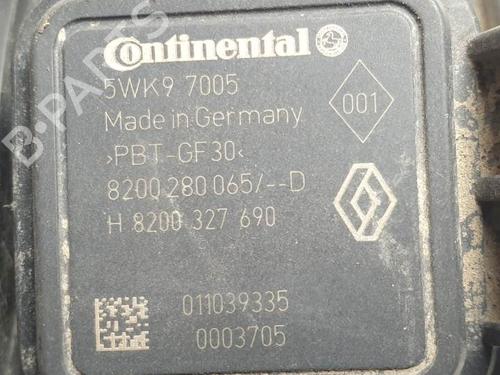 Continental
5WK9 7005
Made in Germany
001
›PBT-GF30‹
8200 280 065/--D
H 8200 327 690
011039335
0003705
B-PARTS